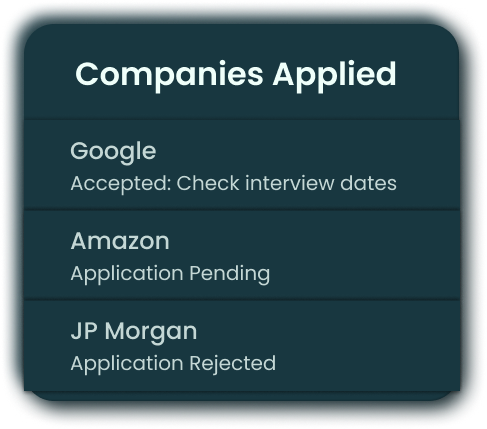 Companies Applied
Google
Accepted: Check interview dates
Amazon
Application Pending
JP Morgan
Application Rejected